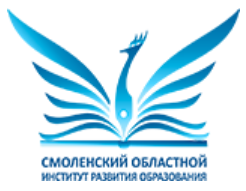 СМОЛЕНСКИЙ ОБЛАСТНОЙ
ИНСТИТУТ РАЗВИТИЯ ОБРАЗОВАНИЯ